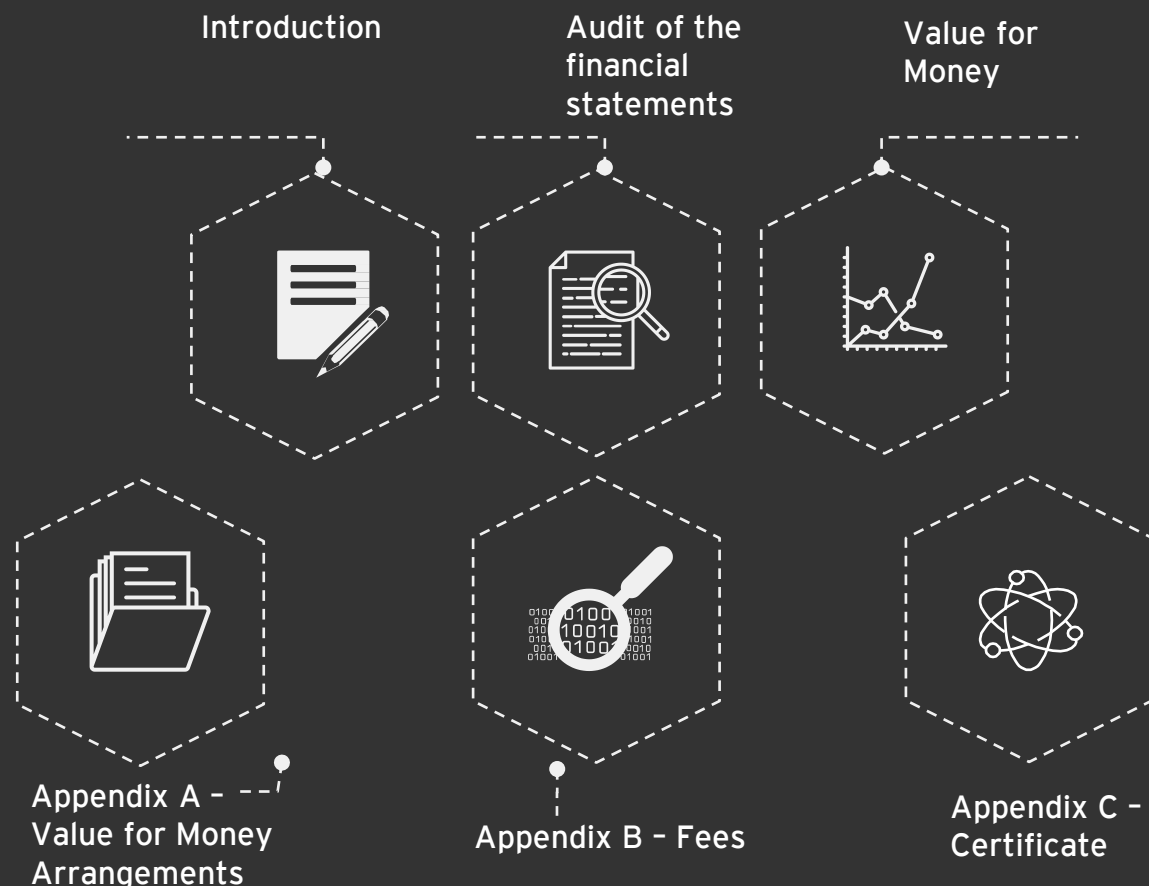 Introduction
Audit of the
financial
statements
Value for
Money
Appendix A –
Value for Money
Arrangements
Appendix B – Fees
Appendix C –
Certificate